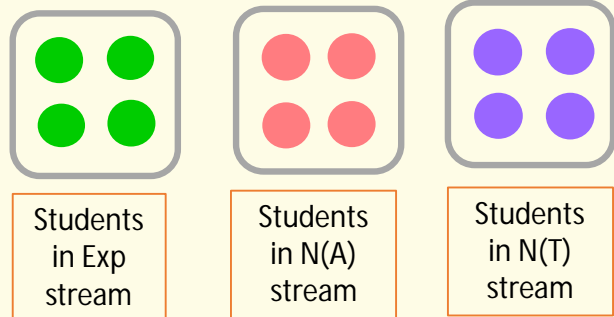 Students
in Exp
stream
Students
in N(A)
stream
Students
in N(T)
stream